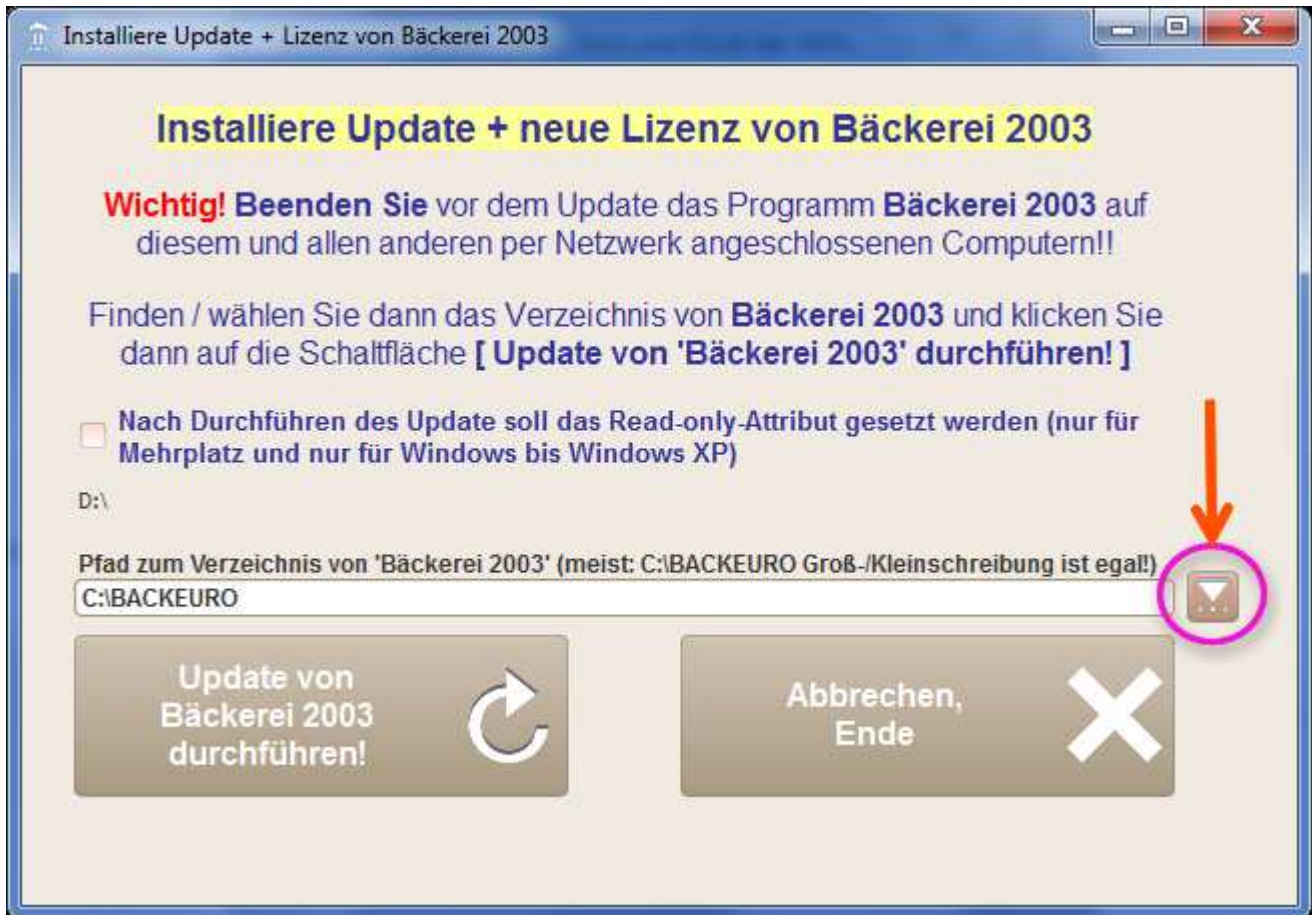 Installiere Update + Lizenz von Bäckerei 2003
Installiere Update + neue Lizenz von Bäckerei 2003
Wichtig! Beenden Sie vor dem Update das Programm Bäckerei 2003 auf
diesem und allen anderen per Netzwerk angeschlossenen Computern!!
Finden / wählen Sie dann das Verzeichnis von Bäckerei 2003 und klicken Sie
dann auf die Schaltfläche [ Update von 'Bäckerei 2003' durchführen! ]
Nach Durchführen des Update soll das Read-only-Attribut gesetzt werden (nur für
Mehrplatz und nur für Windows bis Windows XP)
D:\
Pfad zum Verzeichnis von 'Bäckerei 2003' (meist: C:\BACKEURO Groß-/Kleinschreibung ist egal!)
C:\BACKEURO
Update von
Bäckerei 2003
durchführen!
Abbrechen,
Ende